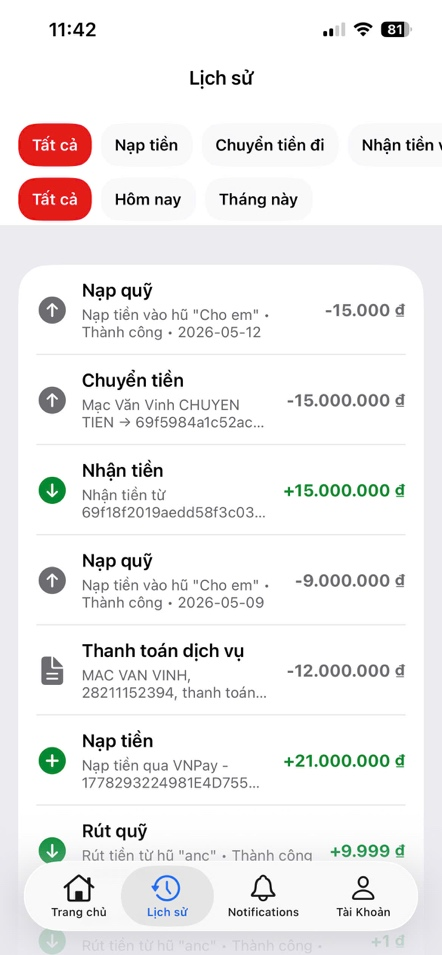 11:42
81
Lịch sử
Tất cả Nạp tiền Chuyển tiền đi Nhận tiền
Tất cả Hôm nay Tháng này
Nạp quỹ
Nạp tiền vào hũ "Cho em" •
Thành công • 2026-05-12
-15.000 ₫
Chuyển tiền
Mạc Văn Vinh CHUYEN
TIEN → 69f5984a1c52ac...
-15.000.000 ₫
Nhận tiền
Nhận tiền từ
69f18f2019aedd58f3c03...
+15.000.000 ₫
Nạp quỹ
Nạp tiền vào hũ "Cho em" •
Thành công • 2026-05-09
-9.000.000 ₫
Thanh toán dịch vụ
MAC VAN VINH,
28211152394, thanh toán...
-12.000.000 ₫
Nạp tiền
Nạp tiền qua VNPay -
1778293224981E4D755...
+21.000.000 ₫
Rút quỹ
Rút tiền từ hũ "anc" • Thành công
+9.999 ₫
Trang chủ Lịch sử Notifications Tài Khoản
Rút tiền từ hũ "anc" • Thành công •
+1 ₫